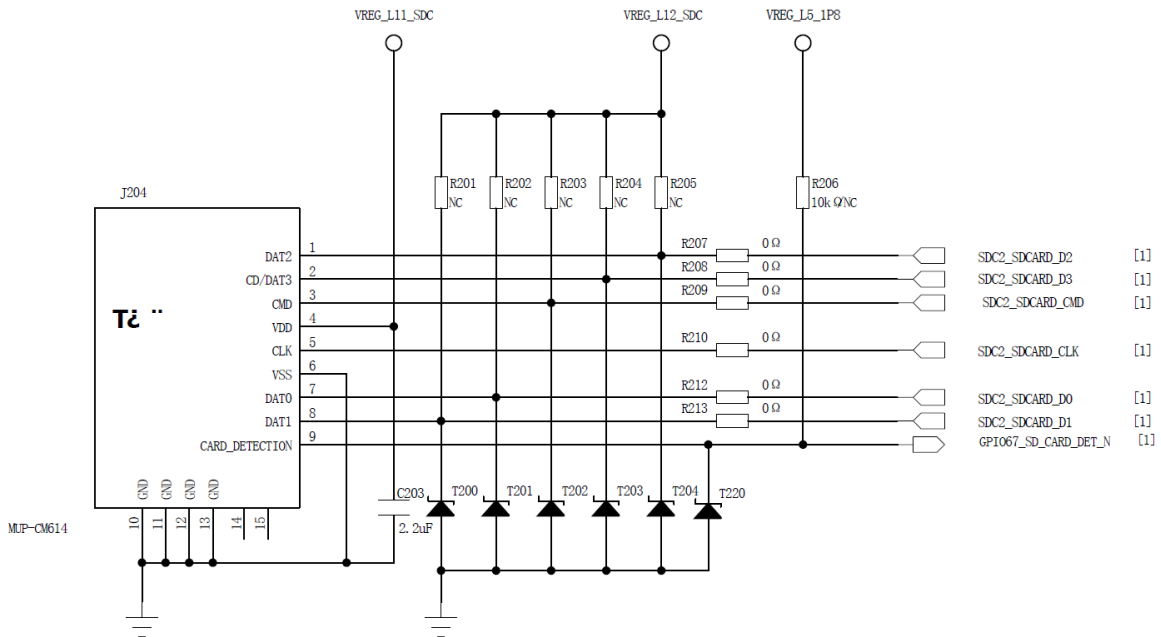 VREG_L11_SDC VREG_L12_SDC VREG_L5_1P8
R201 R202 R203 R204 R205 R206
NC NC NC NC NC 10kΩ/NC
J204
R207 0Ω
DAT2 1 SDC2_SDCARD_D2 [1]
R208 0Ω
CD/DAT3 2 SDC2_SDCARD_D3 [1]
R209 0Ω
CMD 3 SDC2_SDCARD_CMD [1]
Т¿ ¨
VDD 4
R210 0Ω
CLK 5 SDC2_SDCARD_CLK [1]
VSS 6
R212 0Ω
DAT0 7 SDC2_SDCARD_D0 [1]
R213 0Ω
DAT1 8 SDC2_SDCARD_D1 [1]
CARD_DETECTION 9 GPIO67_SD_CARD_DET_N [1]
GND GND GND GND
C203 T200 T201 T202 T203 T204 T220
2.2uF
MUP-CM614
10 11 12 13 14 15